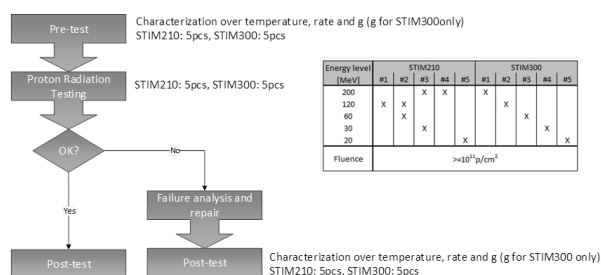 Pre-test
Characterization over temperature, rate and g (g for STIM300only)
STIM210: 5pcs, STIM300: 5pcs
Proton Radiation
Testing
STIM210: 5pcs, STIM300: 5pcs
OK?
No
Yes
Failure analysis and
repair
Post-test
Post-test
Characterization over temperature, rate and g (g for STIM300 only)
STIM210: 5pcs, STIM300: 5pcs
Energy level STIM210 STIM300
[MeV] #1 #2 #3 #4 #5 #1 #2 #3 #4 #5
200 X X X
120 X X X
60 X X
30 X X
20 X X
Fluence >=10¹¹p/cm²